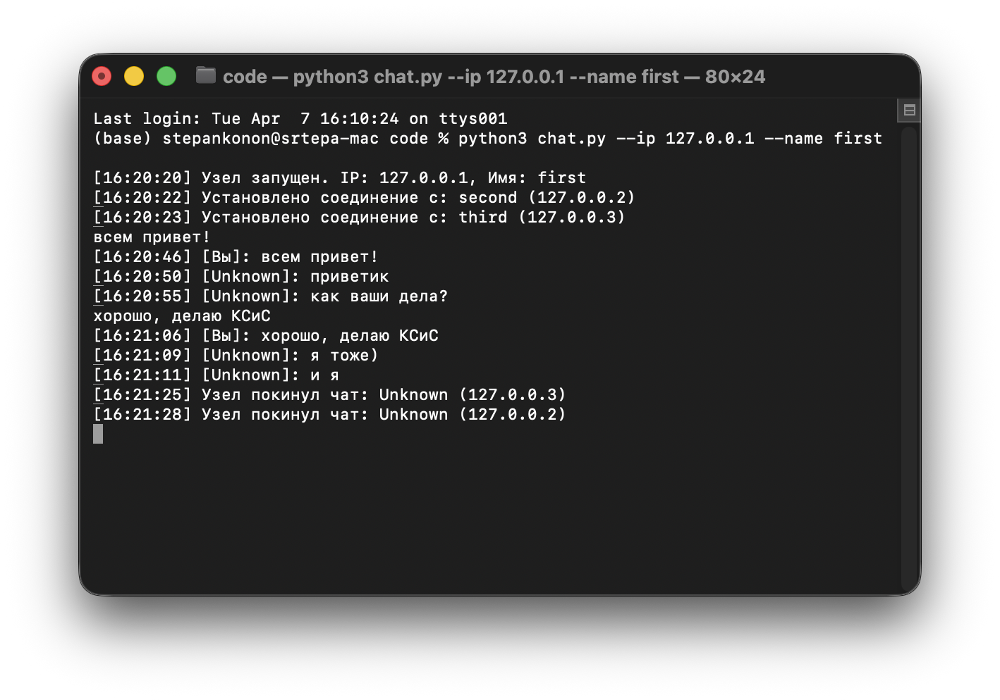 code — python3 chat.py --ip 127.0.0.1 --name first — 80×24
Last login: Tue Apr  7 16:10:24 on ttys001
(base) stepankonon@srtepa-mac code % python3 chat.py --ip 127.0.0.1 --name first
[16:20:20] Узел запущен. IP: 127.0.0.1, Имя: first
[16:20:22] Установлено соединение с: second (127.0.0.2)
[16:20:23] Установлено соединение с: third (127.0.0.3)
всем привет!
[16:20:46] [Вы]: всем привет!
[16:20:50] [Unknown]: приветик
[16:20:55] [Unknown]: как ваши дела?
хорошо, делаю КСиС
[16:21:06] [Вы]: хорошо, делаю КСиС
[16:21:09] [Unknown]: я тоже)
[16:21:11] [Unknown]: и я
[16:21:25] Узел покинул чат: Unknown (127.0.0.3)
[16:21:28] Узел покинул чат: Unknown (127.0.0.2)